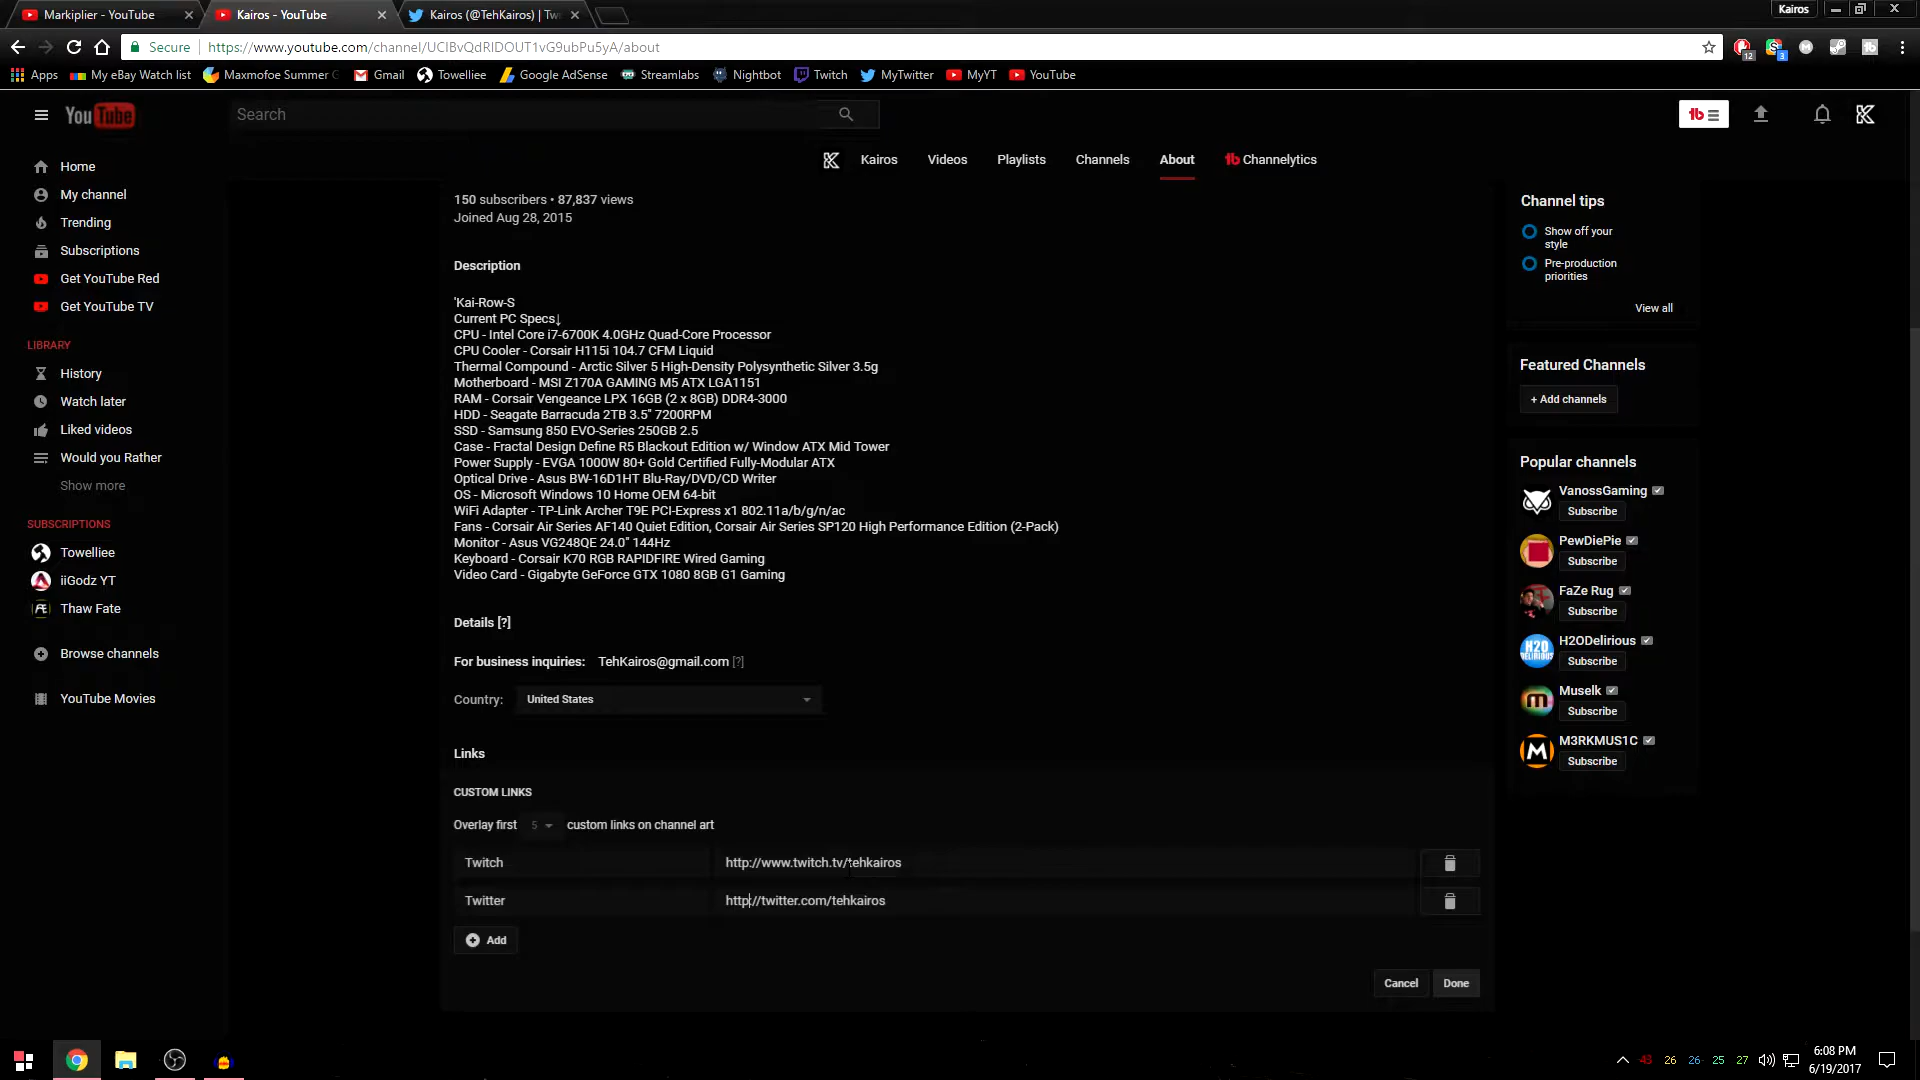 Markiplier - YouTube
Kairos - YouTube
Kairos (@TehKairos) | Tw
Kairos
Secure
https://www.youtube.com/channel/UCIBvQdRIDOUT1vG9ubPu5yA/about
12
3
Apps
My eBay Watch list
Maxmofoe Summer G
Gmail
Towelliee
Google AdSense
Streamlabs
Nightbot
Twitch
MyTwitter
MyYT
YouTube
YouTube
Search
tb
Kairos
Videos
Playlists
Channels
About
Channelytics
Home
My channel
Trending
Subscriptions
Get YouTube Red
Get YouTube TV
LIBRARY
History
Watch later
Liked videos
Would you Rather
Show more
SUBSCRIPTIONS
Towelliee
iiGodz YT
Thaw Fate
Browse channels
YouTube Movies
150 subscribers • 87,837 views
Joined Aug 28, 2015
Description
'Kai-Row-S
Current PC Specs↓
CPU - Intel Core i7-6700K 4.0GHz Quad-Core Processor
CPU Cooler - Corsair H115i 104.7 CFM Liquid
Thermal Compound - Arctic Silver 5 High-Density Polysynthetic Silver 3.5g
Motherboard - MSI Z170A GAMING M5 ATX LGA1151
RAM - Corsair Vengeance LPX 16GB (2 x 8GB) DDR4-3000
HDD - Seagate Barracuda 2TB 3.5" 7200RPM
SSD - Samsung 850 EVO-Series 250GB 2.5
Case - Fractal Design Define R5 Blackout Edition w/ Window ATX Mid Tower
Power Supply - EVGA 1000W 80+ Gold Certified Fully-Modular ATX
Optical Drive - Asus BW-16D1HT Blu-Ray/DVD/CD Writer
OS - Microsoft Windows 10 Home OEM 64-bit
WiFi Adapter - TP-Link Archer T9E PCI-Express x1 802.11a/b/g/n/ac
Fans - Corsair Air Series AF140 Quiet Edition, Corsair Air Series SP120 High Performance Edition (2-Pack)
Monitor - Asus VG248QE 24.0" 144Hz
Keyboard - Corsair K70 RGB RAPIDFIRE Wired Gaming
Video Card - Gigabyte GeForce GTX 1080 8GB G1 Gaming
Details [?]
For business inquiries: TehKairos@gmail.com [?]
Country: United States
Links
CUSTOM LINKS
Overlay first 5 custom links on channel art
Twitch http://www.twitch.tv/tehkairos
Twitter http://twitter.com/tehkairos
Add
Cancel Done
Channel tips
Show off your
style
Pre-production
priorities
View all
Featured Channels
+ Add channels
Popular channels
VanossGaming
Subscribe
PewDiePie
Subscribe
FaZe Rug
Subscribe
H2ODelirious
Subscribe
Muselk
Subscribe
M3RKMUS1C
Subscribe
43 26 26 25 27
6:08 PM
6/19/2017